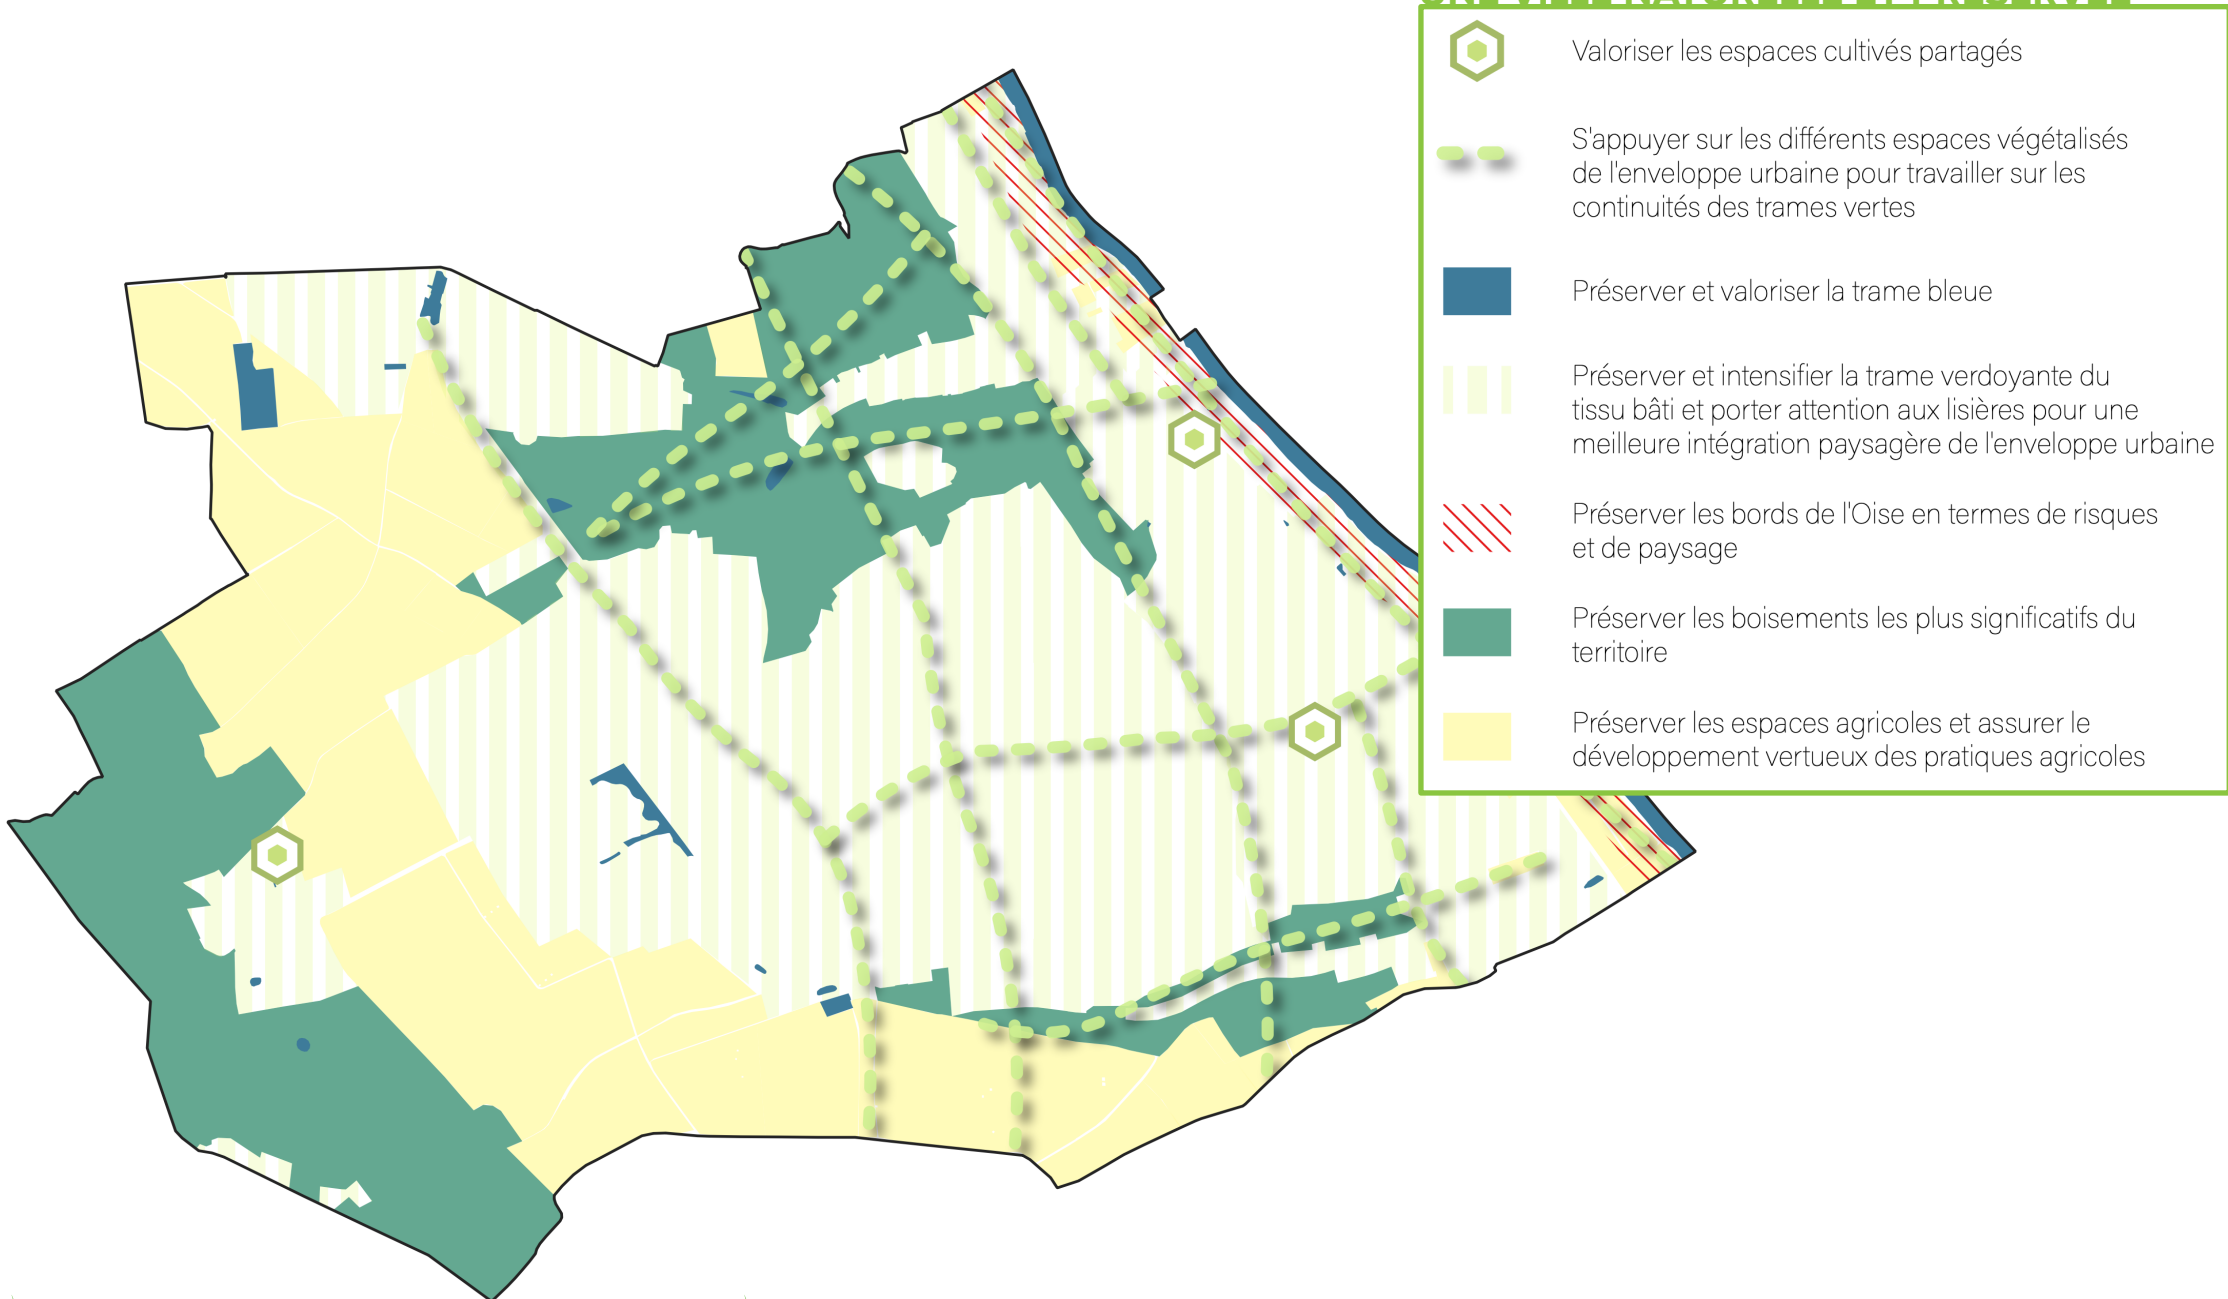 Valoriser les espaces cultivés partagés
S'appuyer sur les différents espaces végétalisés
de l'enveloppe urbaine pour travailler sur les
continuités des trames vertes
Préserver et valoriser la trame bleue
Préserver et intensifier la trame verdoyante du
tissu bâti et porter attention aux lisières pour une
meilleure intégration paysagère de l'enveloppe urbaine
Préserver les bords de l'Oise en termes de risques
et de paysage
Préserver les boisements les plus significatifs du
territoire
Préserver les espaces agricoles et assurer le
développement vertueux des pratiques agricoles